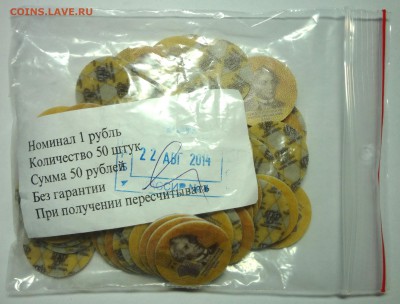 COINS.LAVE.RU
Номинал 1 рубль
Количество 50 штук
Сумма 50 рублей
Без гарантии
При получении пересчитывать
22 АВГ 2014